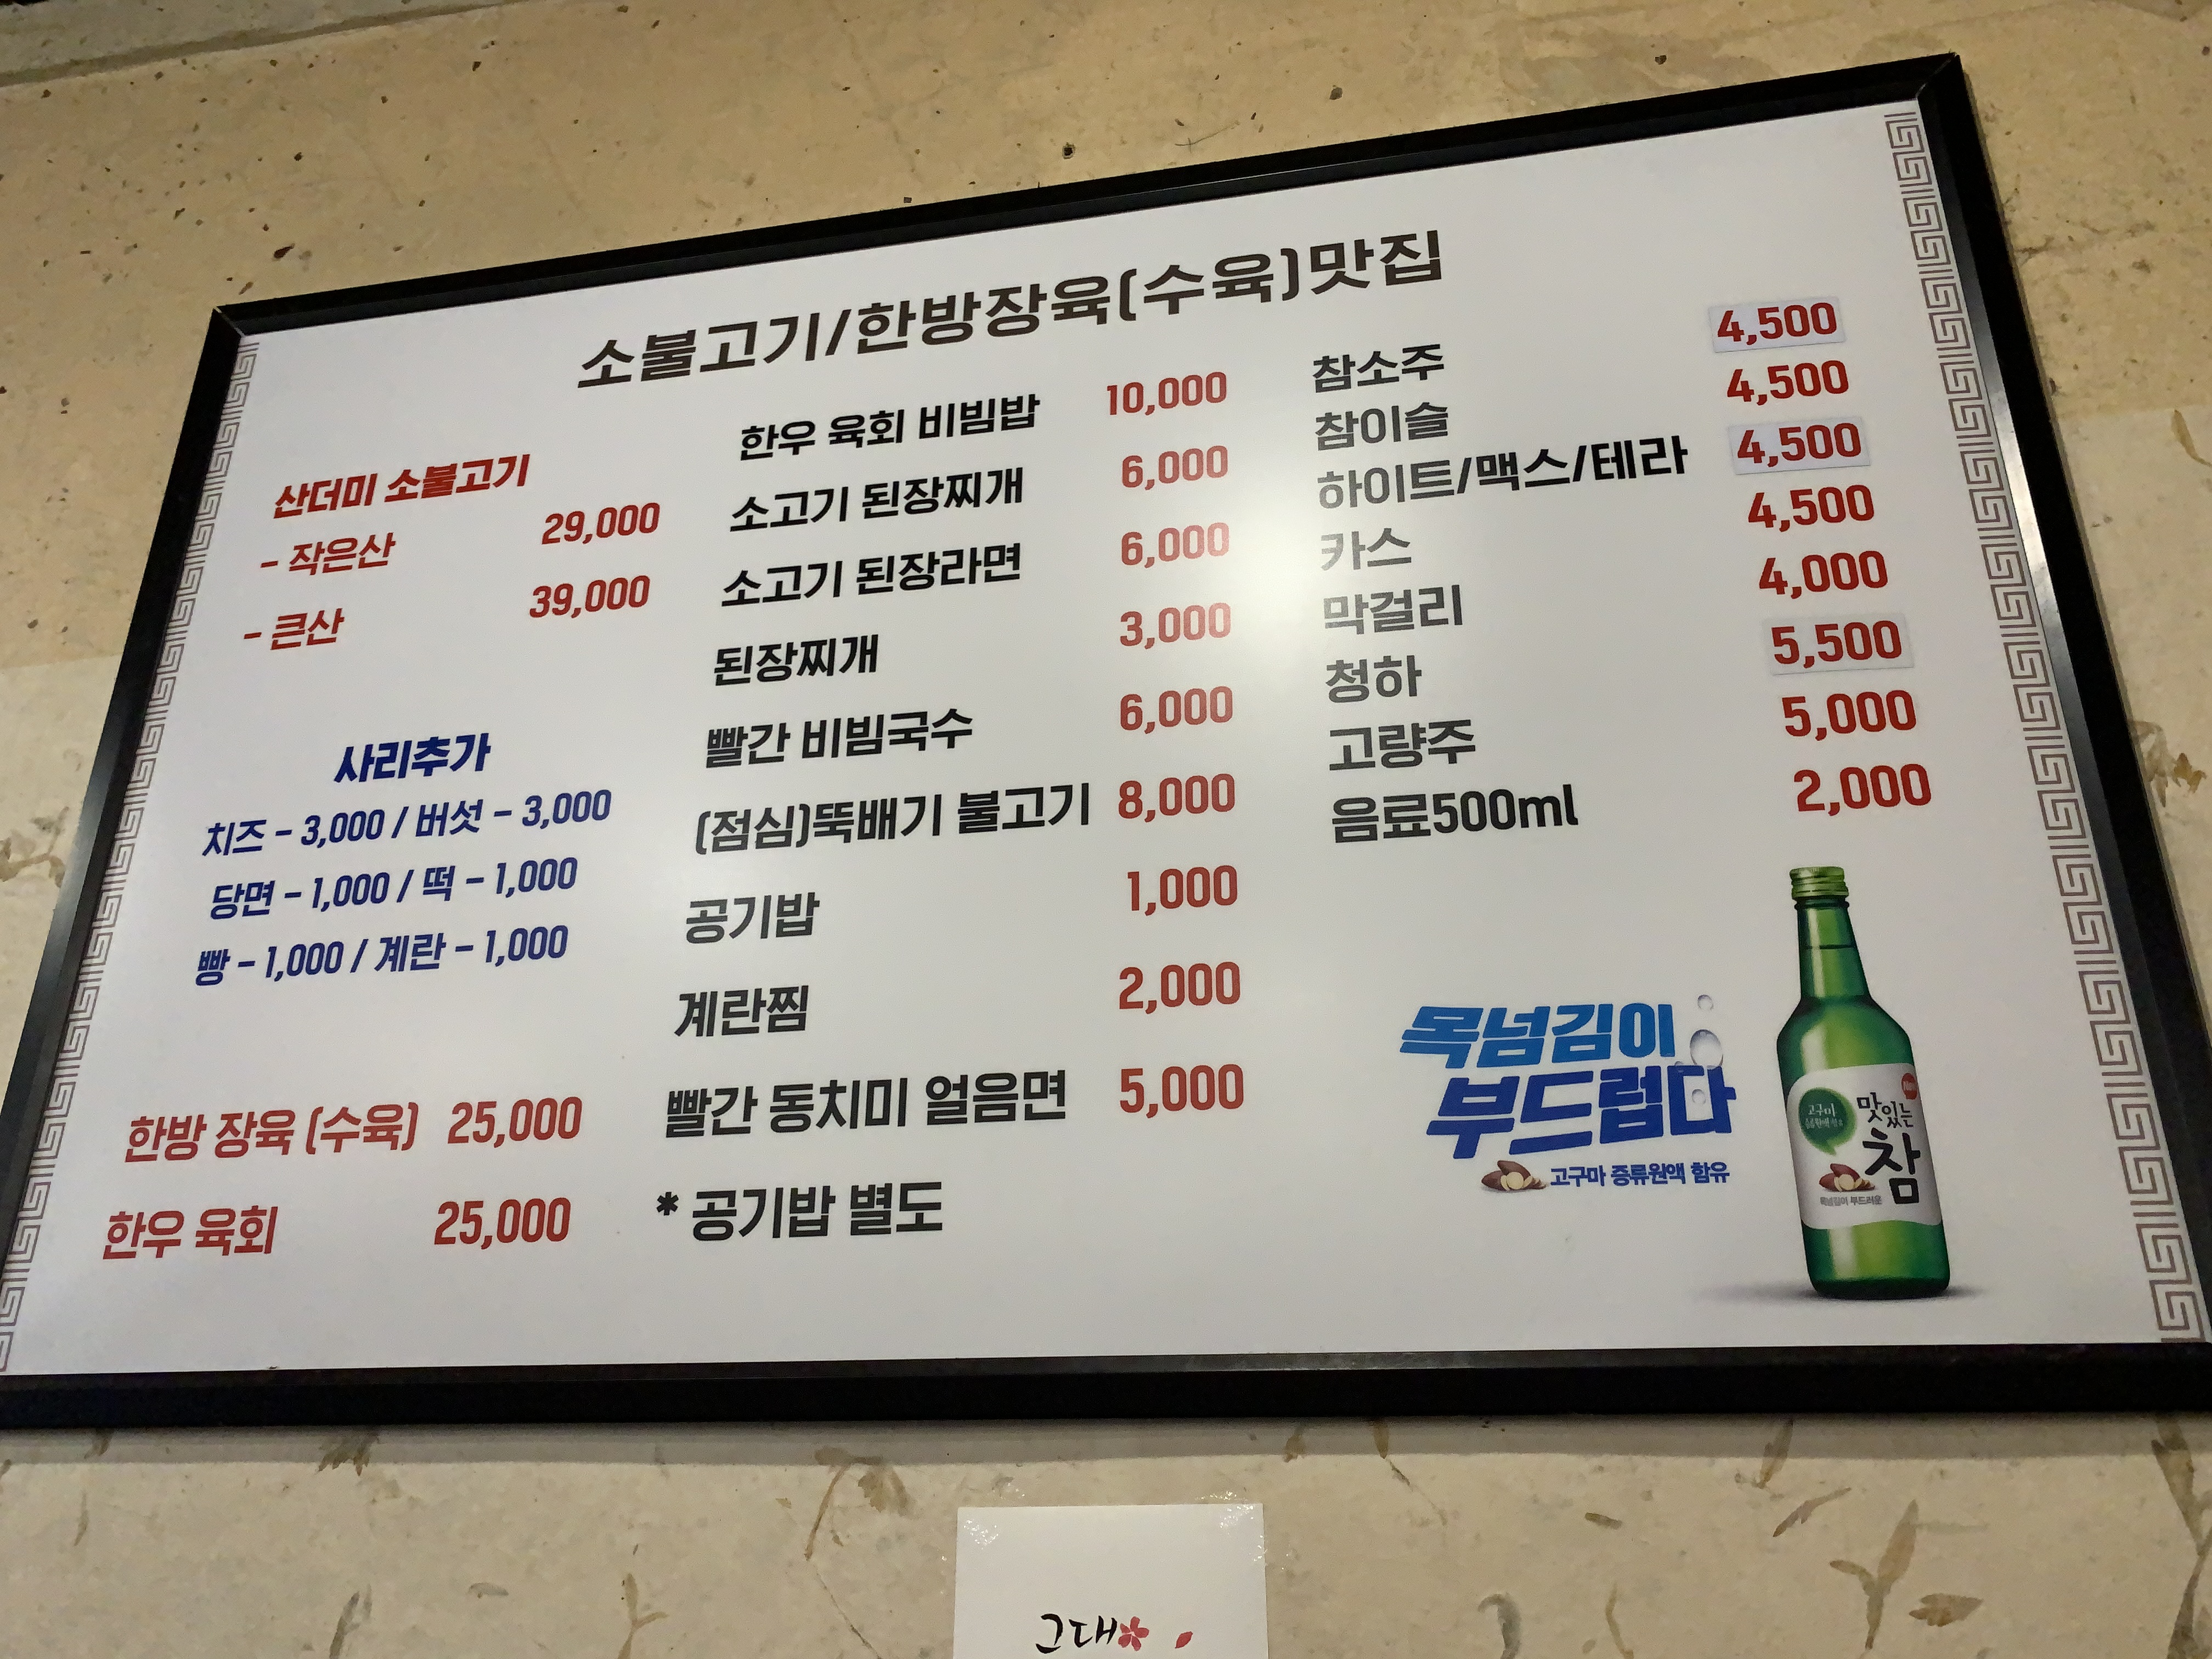 소불고기/한방장육(수육)맛집
산더미 소불고기
- 작은산 29,000
- 큰산 39,000
사리추가
치즈 - 3,000 / 버섯 - 3,000
당면 - 1,000 / 떡 - 1,000
빵 - 1,000 / 계란 - 1,000
한방 장육 (수육) 25,000
한우 육회 25,000
한우 육회 비빔밥 10,000
소고기 된장찌개 6,000
소고기 된장라면 6,000
된장찌개 3,000
빨간 비빔국수 6,000
(점심)뚝배기 불고기 8,000
공기밥 1,000
계란찜 2,000
빨간 동치미 얼음면 5,000
* 공기밥 별도
참소주 4,500
참이슬 4,500
하이트/맥스/테라 4,500
카스 4,500
막걸리 4,000
청하 5,500
고량주 5,000
음료500ml 2,000
목넘김이
부드럽다
고구마 증류원액 함유
고구마
맛있는
참
목넘김이 부드러운
그대